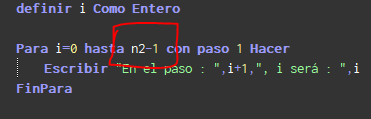 definir i Como Entero
Para i=0 hasta n2-1 con paso 1 Hacer
Escribir "En el paso : ",i+1,", i será : ",i
FinPara